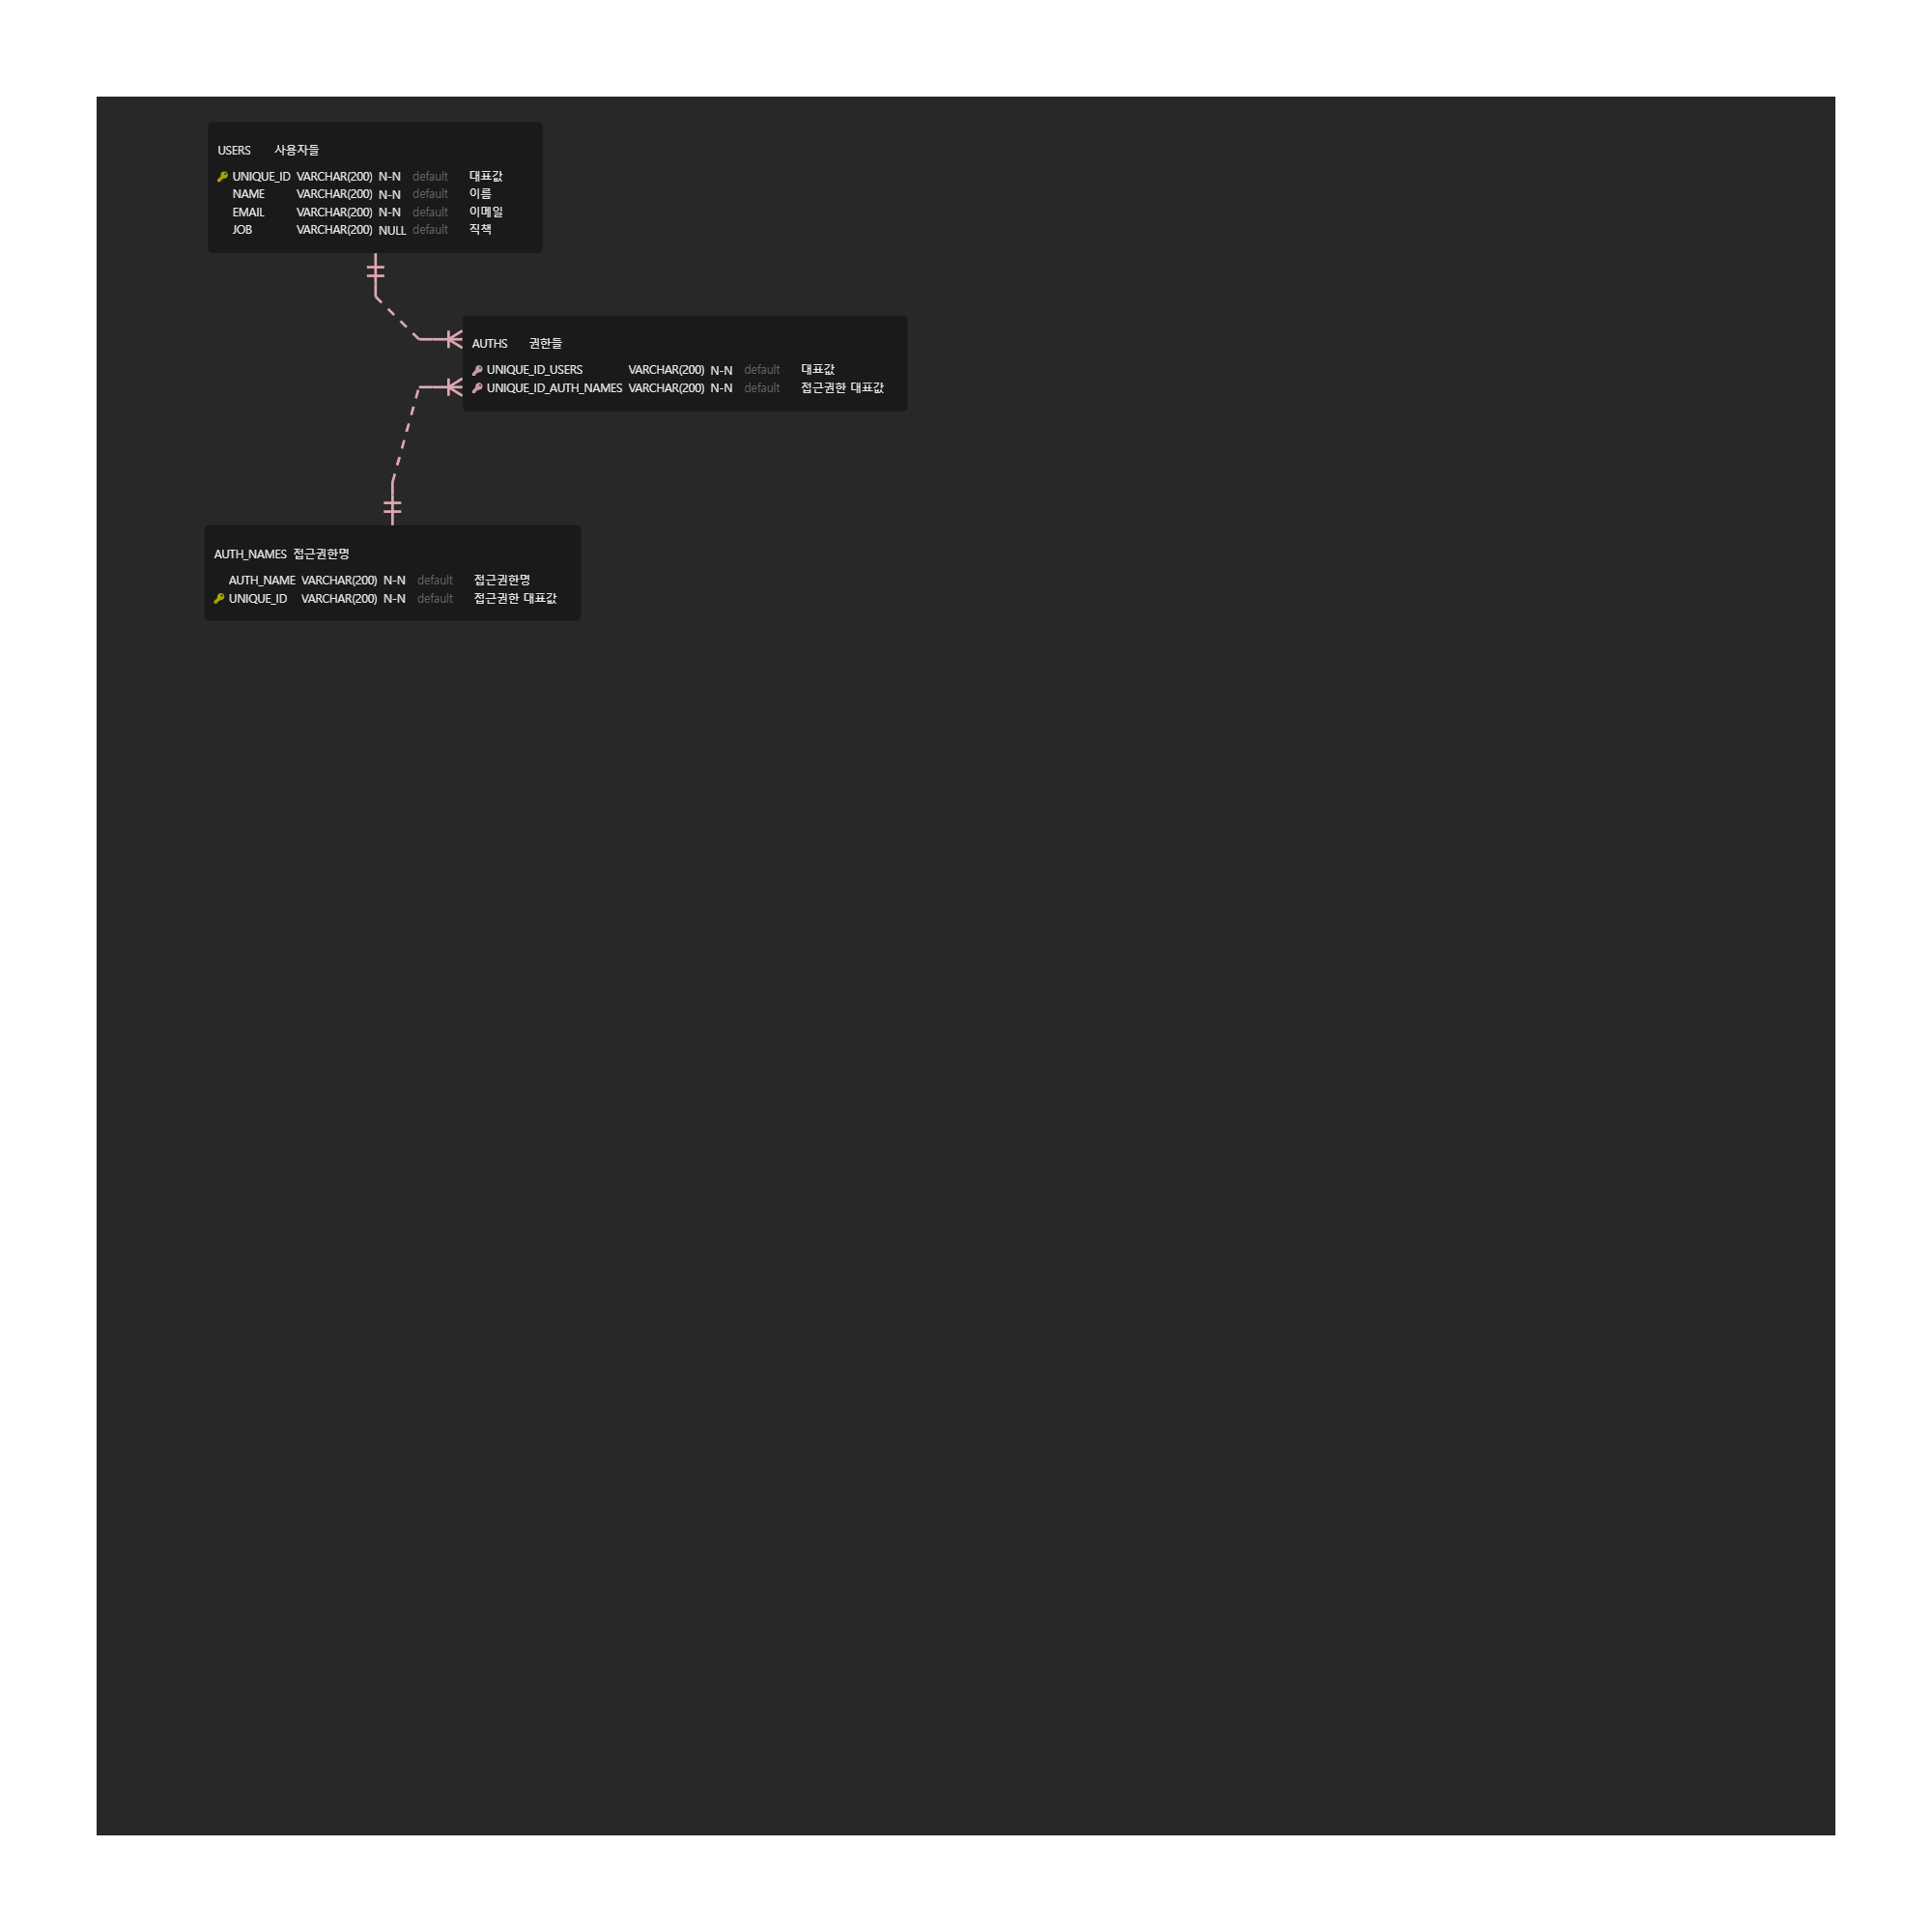 USERS 사용자들
UNIQUE_ID VARCHAR(200) N-N default 대표값
NAME VARCHAR(200) N-N default 이름
EMAIL VARCHAR(200) N-N default 이메일
JOB VARCHAR(200) NULL default 직책
AUTHS 권한들
UNIQUE_ID_USERS VARCHAR(200) N-N default 대표값
UNIQUE_ID_AUTH_NAMES VARCHAR(200) N-N default 접근권한 대표값
AUTH_NAMES 접근권한명
AUTH_NAME VARCHAR(200) N-N default 접근권한명
UNIQUE_ID VARCHAR(200) N-N default 접근권한 대표값